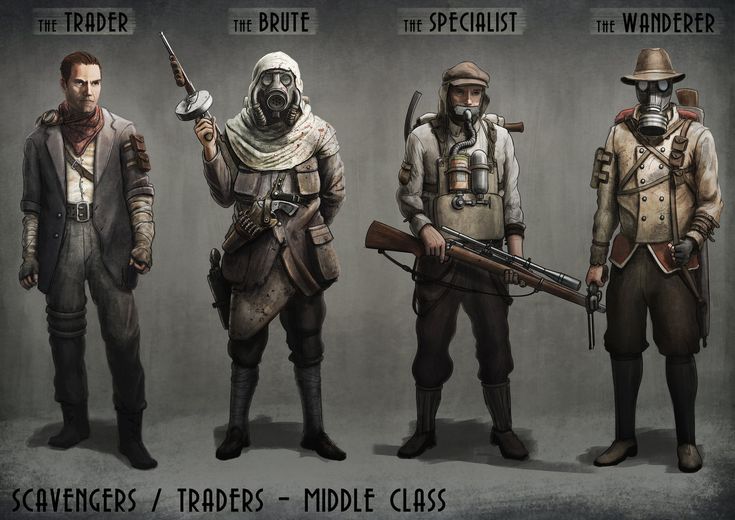 THE TRADER
THE BRUTE
THE SPECIALIST
THE WANDERER
SCAVENGERS / TRADERS - MIDDLE CLASS